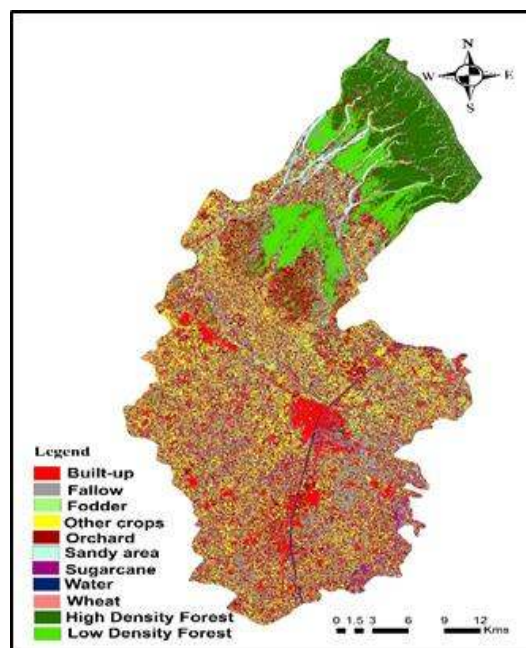 N
W E
S
Legend
Built-up
Fallow
Fodder
Other crops
Orchard
Sandy area
Sugarcane
Water
Wheat
High Density Forest
Low Density Forest
0 1.5 3 6 9 12
Kms